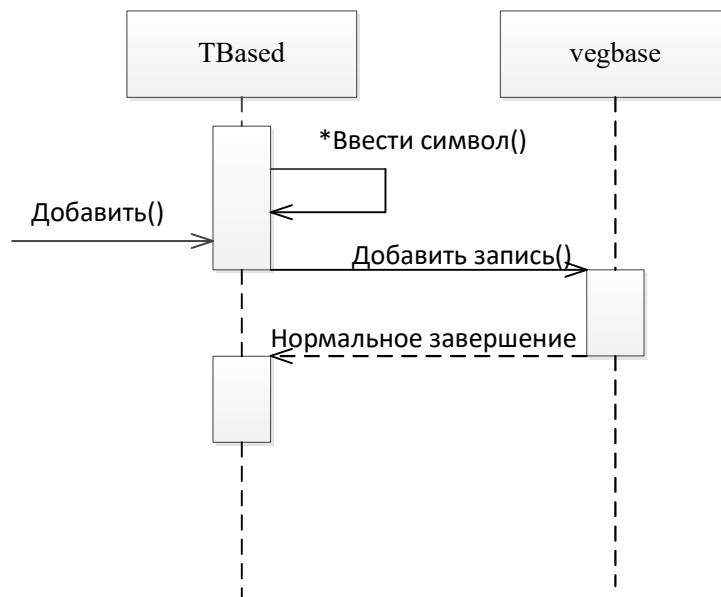 TBased
vegbase
*Ввести символ()
Добавить()
Добавить запись()
Нормальное завершение